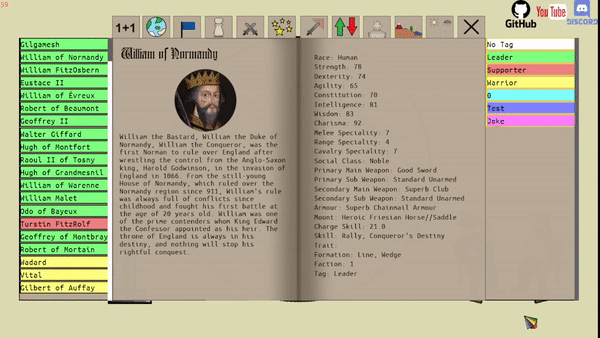 59
1+1
GitHub
You Tube
DISCORD
Gilgamesh
William of Normandy
William FitzOsbern
Eustace II
William of Évreux
Robert of Beaumont
Geoffrey II
Walter Giffard
Hugh of Montfort
Raoul II of Tosny
Hugh of Grandmesnil
William of Warenne
William Malet
Odo of Bayeux
Turstin FitzRolf
Geoffrey of Montbray
Robert of Mortain
Wadard
Vital
Gilbert of Auffay
William of Normandy
William the Bastard, William the Duke of
Normandy, William the Conqueror, was the
first Norman to rule over England after
wrestling the control from the Anglo-Saxon
king, Harold Godwinson, in the invasion of
England in 1066. From the still-young
House of Normandy, which ruled over the
Normandy region since 911, William's rule
was always full of conflicts since
childhood and fought his first battle at
the age of 20 years old. William was one
of the prime contenders whom King Edward
the Confessor appointed as his heir. The
throne of England is always in his
destiny, and nothing will stop his
rightful conquest.
Race: Human
Strength: 78
Dexterity: 74
Agility: 65
Constitution: 70
Intelligence: 81
Wisdom: 83
Charisma: 92
Melee Speciality: 7
Range Speciality: 4
Cavalry Speciality: 7
Social Class: Noble
Primary Main Weapon: Good Sword
Primary Sub Weapon: Standard Unarmed
Secondary Main Weapon: Superb Club
Secondary Sub Weapon: Standard Unarmed
Armour: Superb Chainmail Armour
Mount: Heroic Friesian Horse//Saddle
Charge Skill: 21.0
Skill: Rally, Conqueror's Destiny
Trait:
Formation: Line, Wedge
Faction: 1
Tag: Leader
No Tag
Leader
Supporter
Warrior
0
Test
Joke